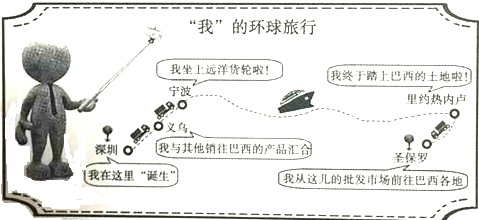 “我”的环球旅行
我坐上远洋货轮啦!
我终于踏上巴西的土地啦!
宁波
里约热内卢
义乌
深圳
我与其他销往巴西的产品汇合
圣保罗
我在这里“诞生”
我从这儿的批发市场前往巴西各地